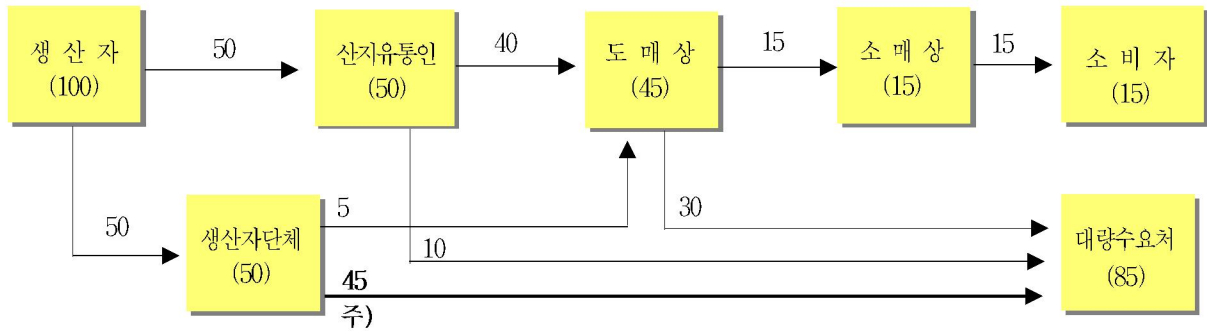 생 산 자
(100)
50
산지유통인
(50)
40
도 매 상
(45)
15
소 매 상
(15)
15
소 비 자
(15)
50
생산자단체
(50)
5
10
30
45
주)
대량수요처
(85)